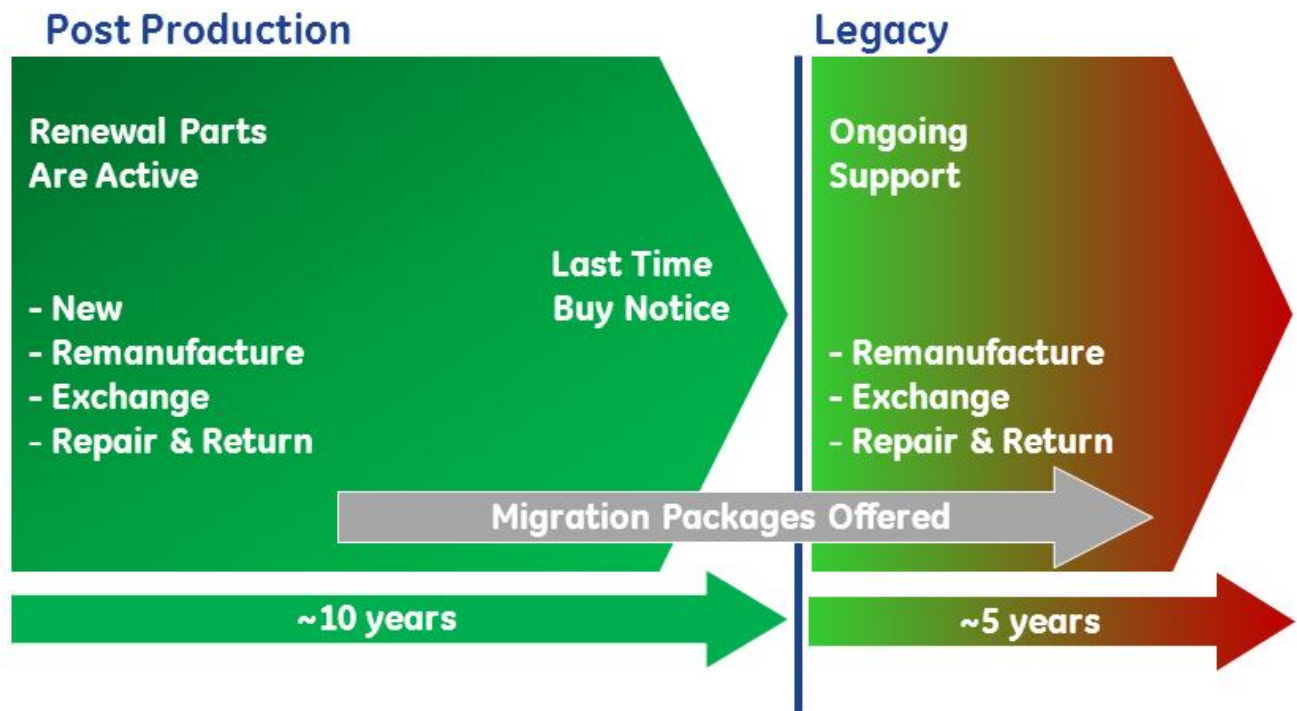 Post Production
Legacy
Renewal Parts
Are Active
Last Time
Buy Notice
- New
- Remanufacture
- Exchange
- Repair & Return
Ongoing
Support
- Remanufacture
- Exchange
- Repair & Return
Migration Packages Offered
~10 years
~5 years